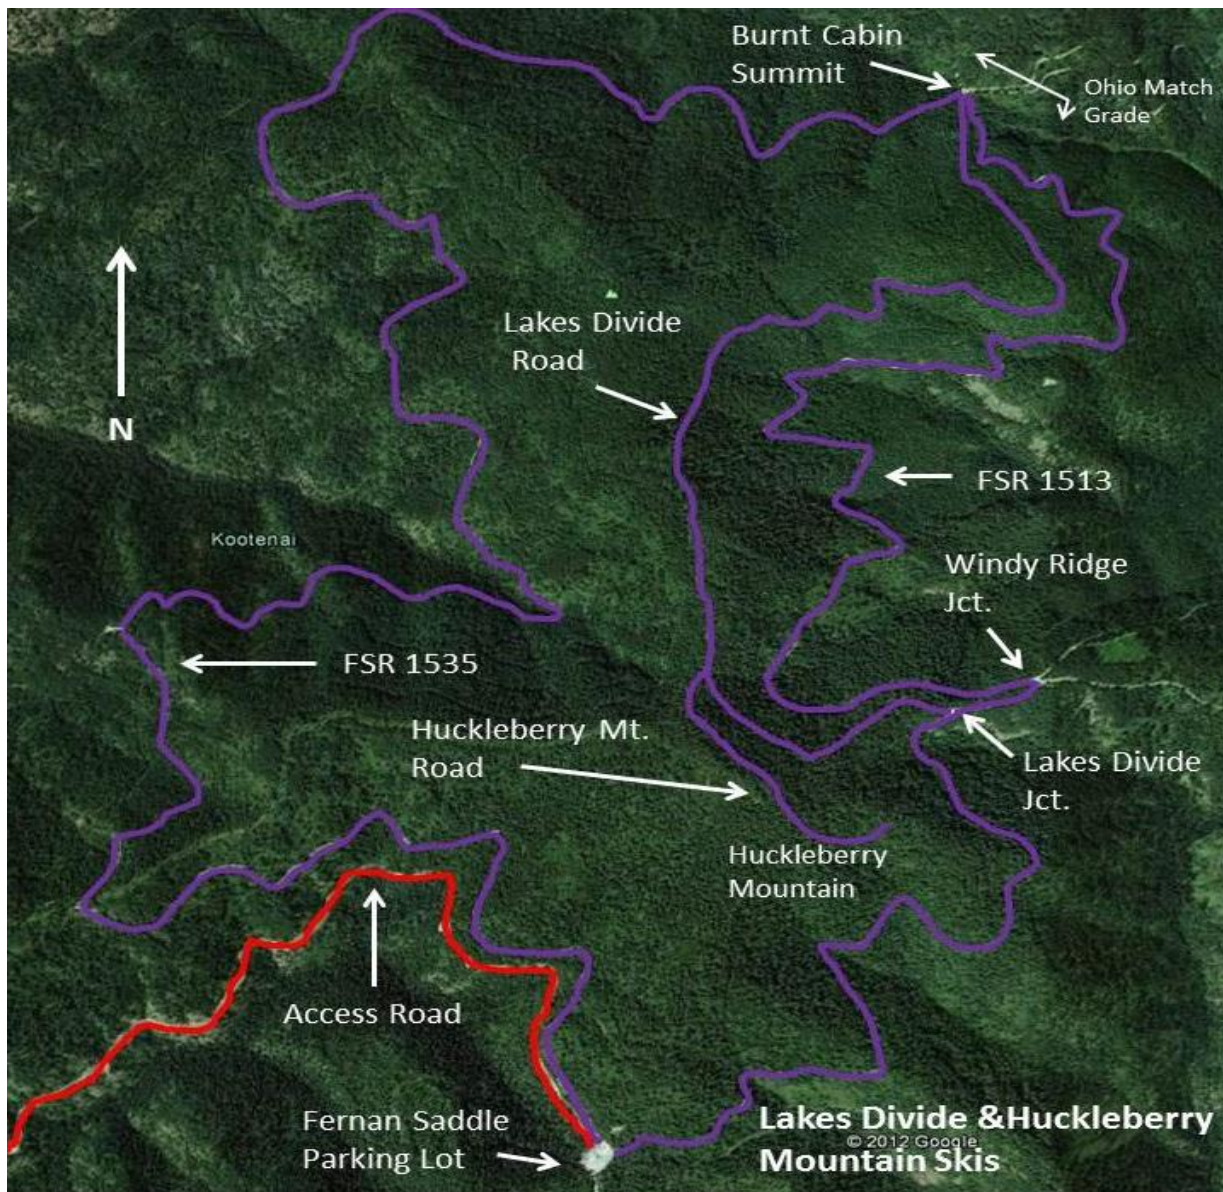 Burnt Cabin
Summit
Ohio Match
Grade
Lakes Divide
Road
N
FSR 1513
Kootenai
Windy Ridge
Jct.
FSR 1535
Huckleberry Mt.
Road
Lakes Divide
Jct.
Huckleberry
Mountain
Access Road
Fernan Saddle
Parking Lot
Lakes Divide &Huckleberry
© 2012 Google
Mountain Skis